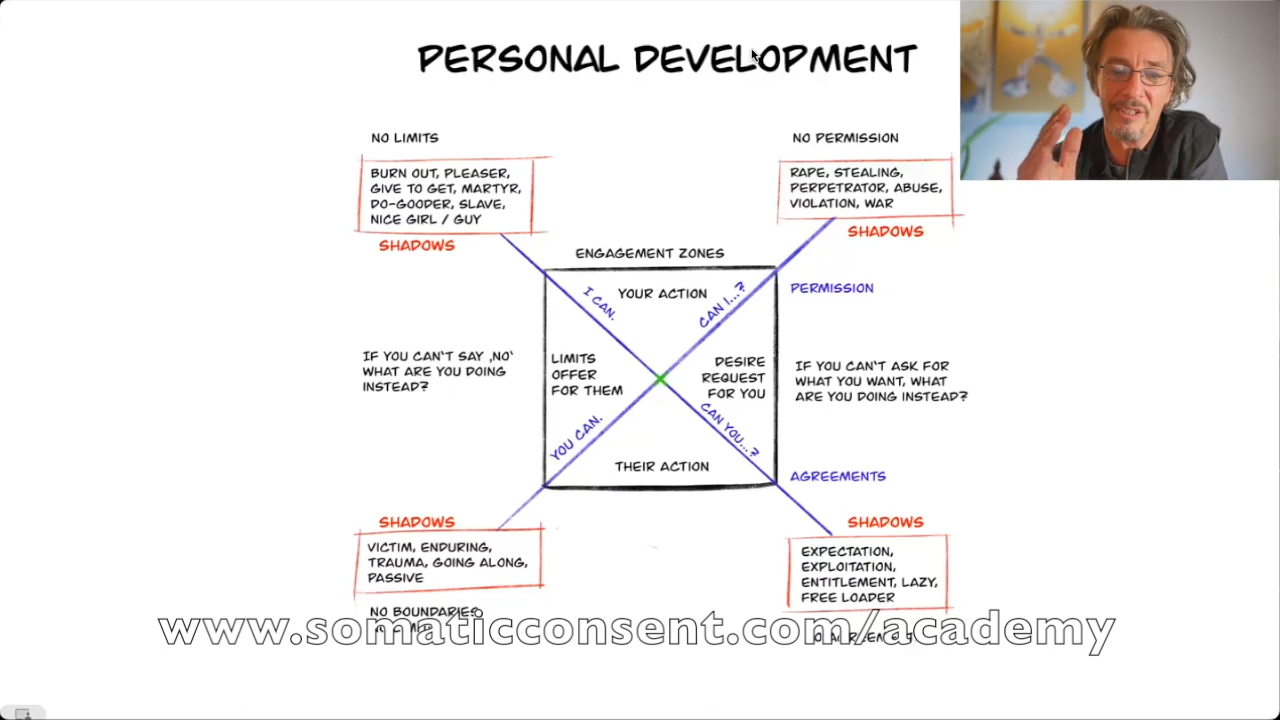 PERSONAL DEVELOPMENT
NO LIMITS
BURN OUT, PLEASER,
GIVE TO GET, MARTYR,
DO-GOODER, SLAVE,
NICE GIRL / GUY
SHADOWS
NO PERMISSION
RAPE, STEALING,
PERPETRATOR, ABUSE,
VIOLATION, WAR
SHADOWS
ENGAGEMENT ZONES
YOUR ACTION
I CAN.
CAN I...?
PERMISSION
IF YOU CAN'T SAY ,NO'
WHAT ARE YOU DOING
INSTEAD?
LIMITS
OFFER
FOR THEM
DESIRE
REQUEST
FOR YOU
IF YOU CAN'T ASK FOR
WHAT YOU WANT, WHAT
ARE YOU DOING INSTEAD?
YOU CAN.
CAN YOU...?
THEIR ACTION
AGREEMENTS
SHADOWS
VICTIM, ENDURING,
TRAUMA, GOING ALONG,
PASSIVE
NO BOUNDARIES
SHADOWS
EXPECTATION,
EXPLOITATION,
ENTITLEMENT, LAZY,
FREE LOADER
www.somaticconsent.com/academy